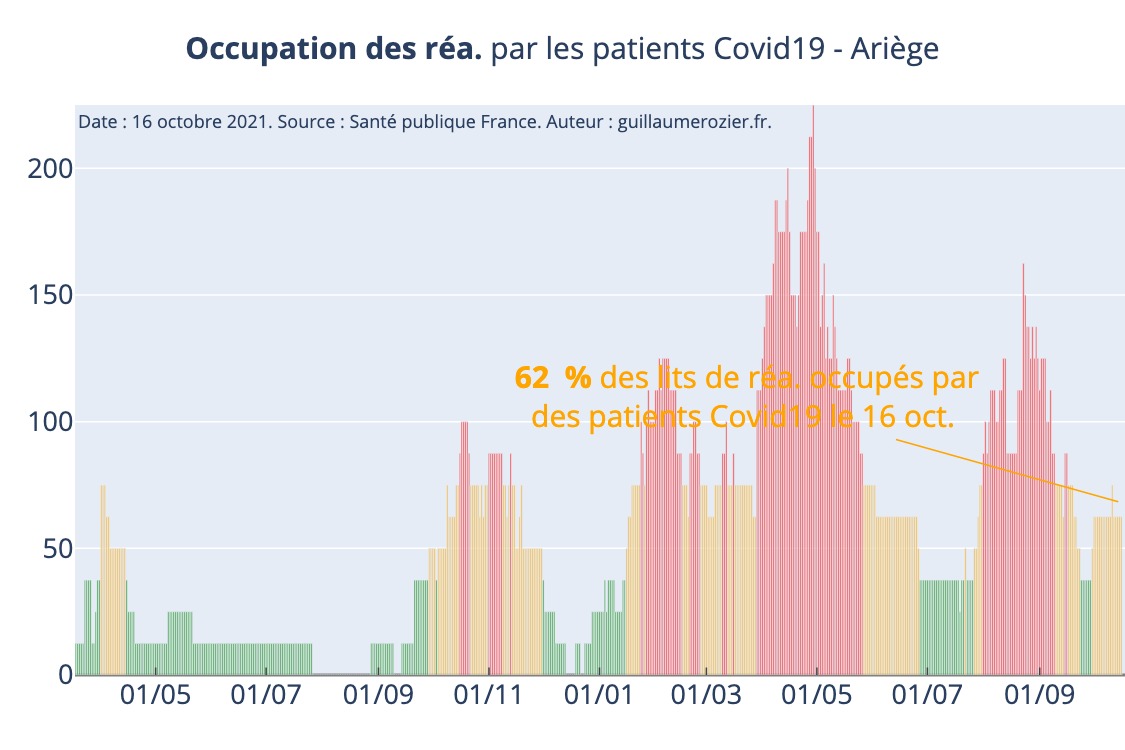 Occupation des réa. par les patients Covid19 - Ariège
Date : 16 octobre 2021. Source : Santé publique France. Auteur : guillaumerozier.fr.
200
150
62  % des lits de réa. occupés par
des patients Covid19 le 16 oct.
100
50
0
01/05 01/07 01/09 01/11 01/01 01/03 01/05 01/07 01/09